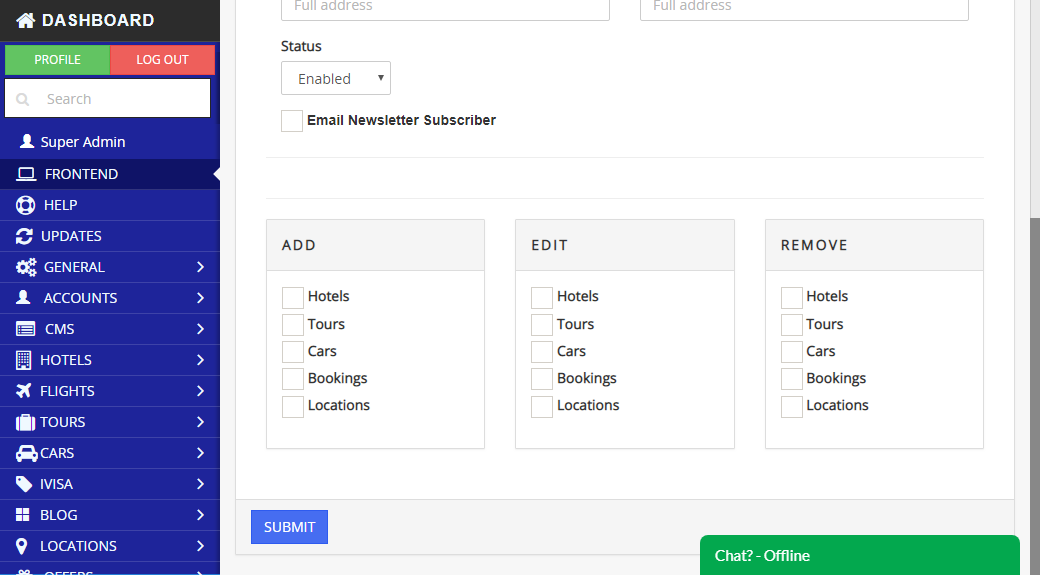 DASHBOARD
PROFILE
LOG OUT
Search
Super Admin
FRONTEND
HELP
UPDATES
GENERAL
ACCOUNTS
CMS
HOTELS
FLIGHTS
TOURS
CARS
IVISA
BLOG
LOCATIONS
OFFERS
Full address
Full address
Status
Enabled
Email Newsletter Subscriber
ADD
Hotels
Tours
Cars
Bookings
Locations
EDIT
Hotels
Tours
Cars
Bookings
Locations
REMOVE
Hotels
Tours
Cars
Bookings
Locations
SUBMIT
Chat? - Offline